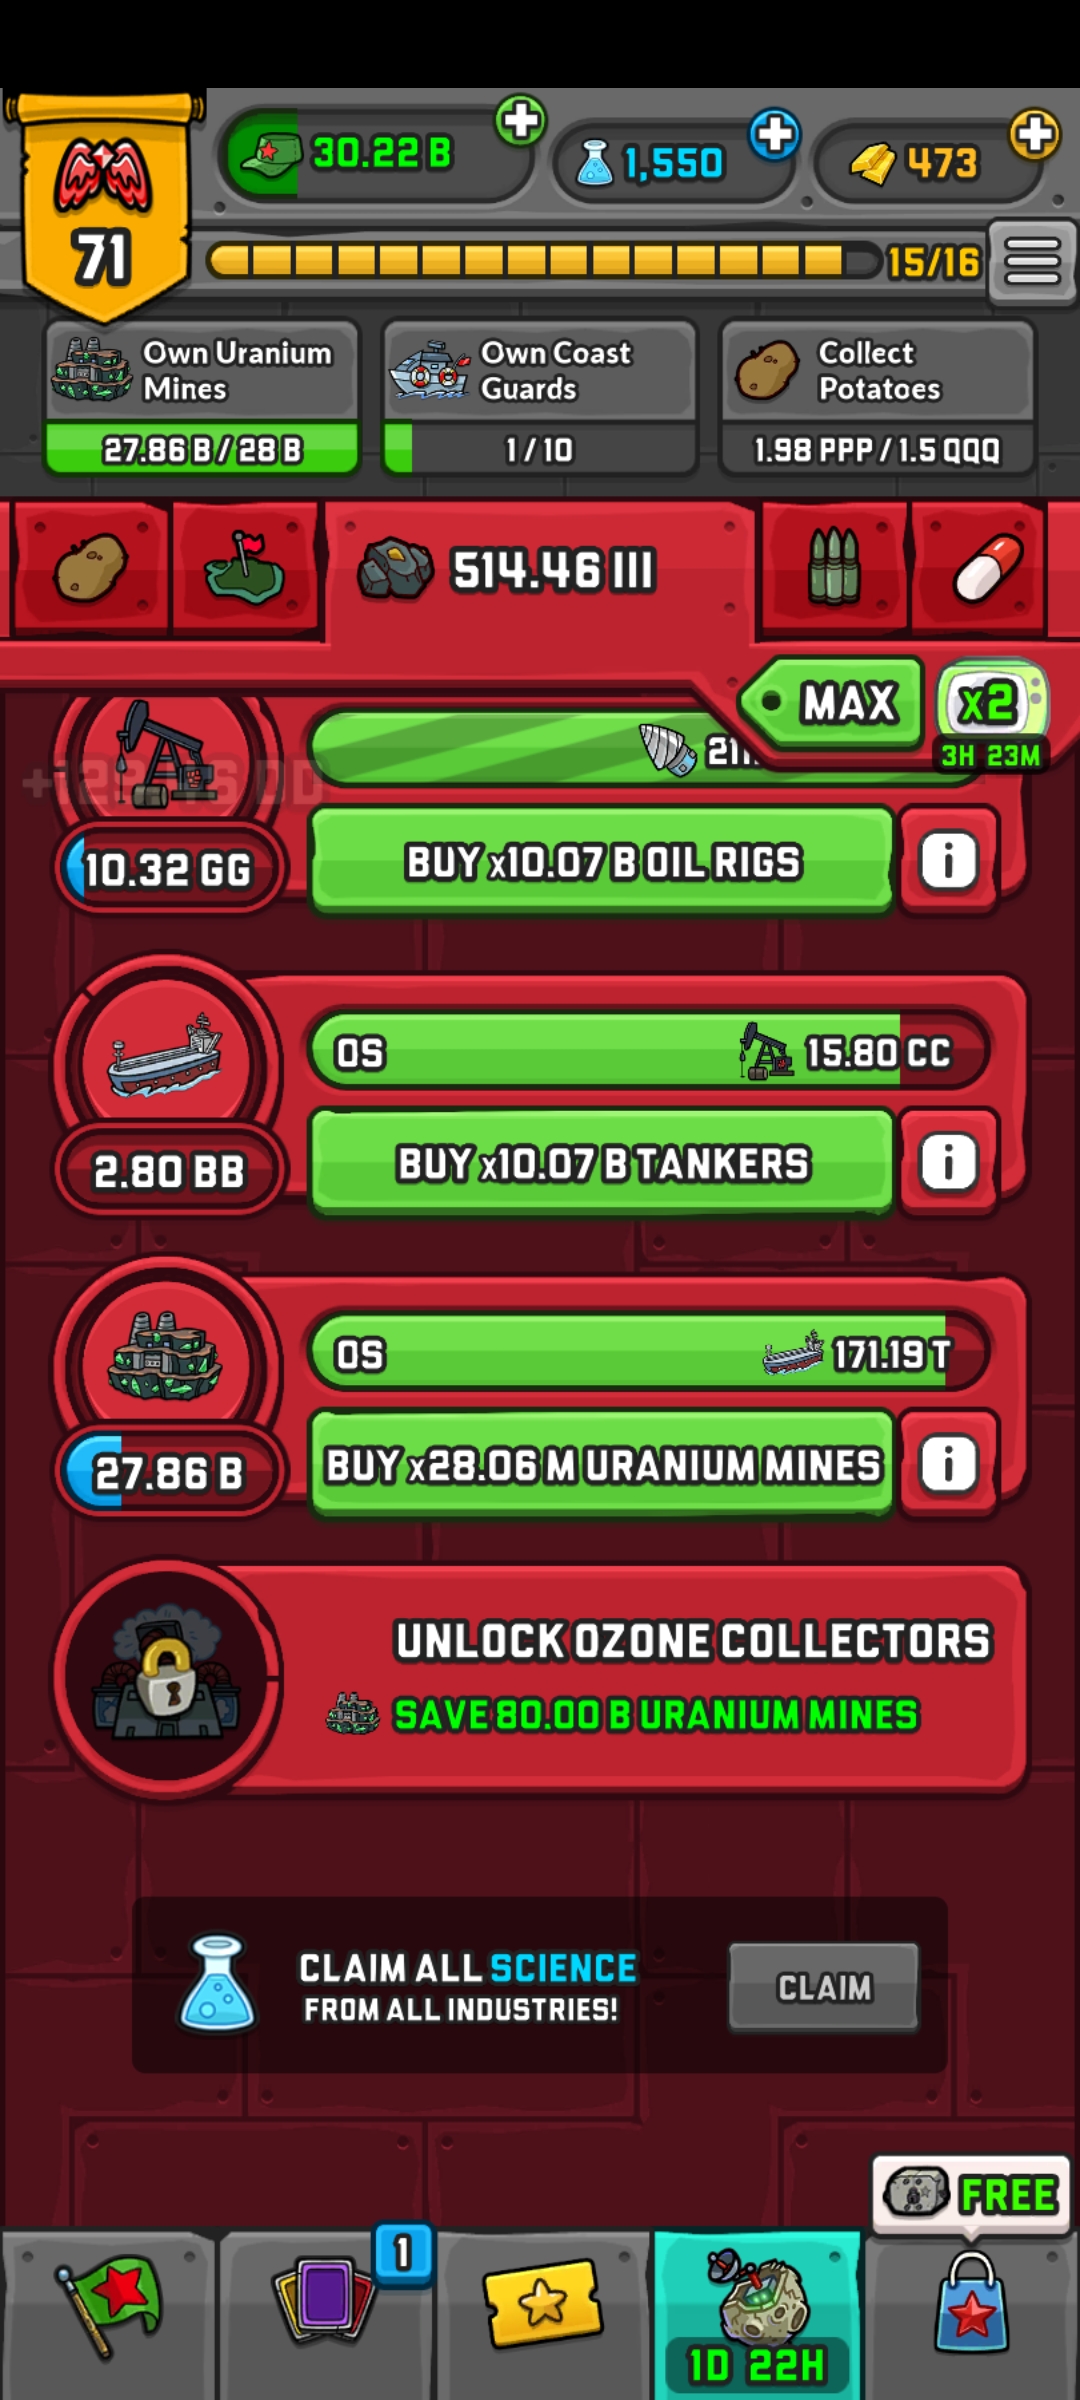 30.22 B
1,550
473
71
15/16
Own Uranium
Mines
27.86 B / 28 B
Own Coast
Guards
1 / 10
Collect
Potatoes
1.98 PPP / 1.5 QQQ
514.46 III
MAX
x2
3H 23M
10.32 GG
BUY x10.07 B OIL RIGS
i
0S
15.80 CC
2.80 BB
BUY x10.07 B TANKERS
i
0S
171.19 T
27.86 B
BUY x28.06 M URANIUM MINES
i
UNLOCK OZONE COLLECTORS
SAVE 80.00 B URANIUM MINES
CLAIM ALL SCIENCE
FROM ALL INDUSTRIES!
CLAIM
FREE
1
1D 22H